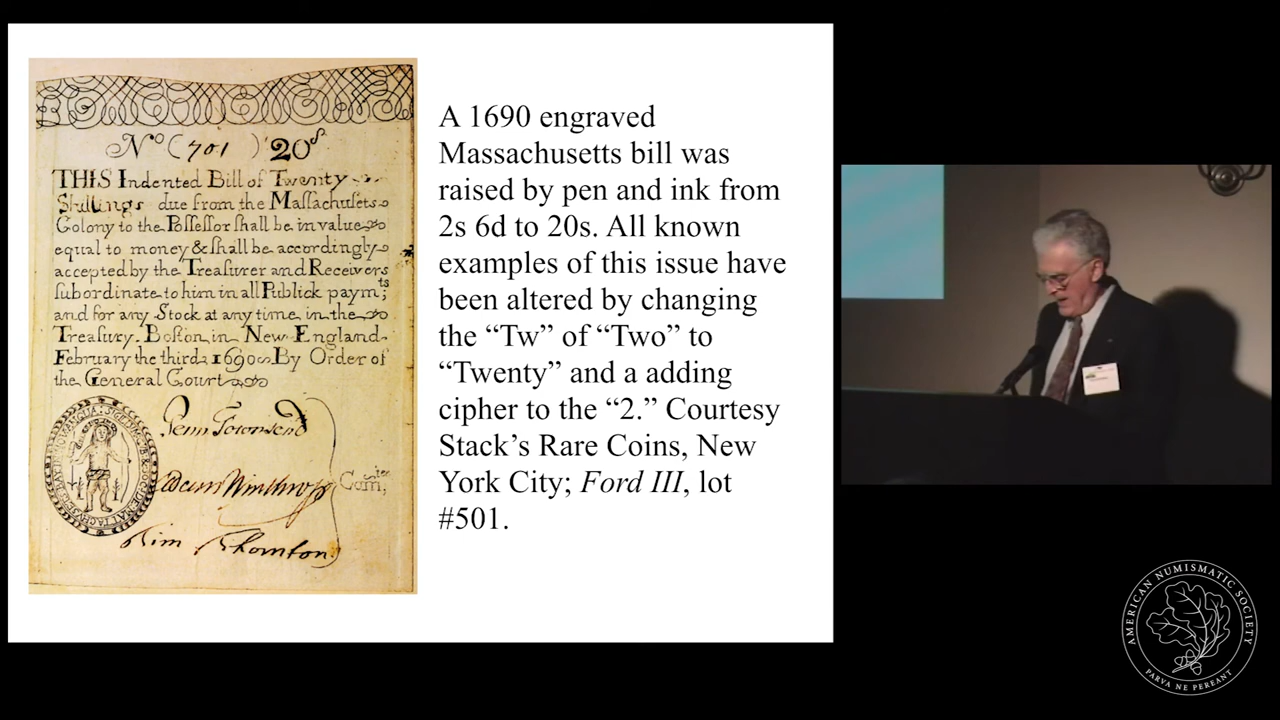 Nº (701) 20s
THIS Indented Bill of Twenty
Shillings due from the Maſſachuſets
Colony to the Poſſeſſor ſhall be in value
equal to money & ſhall be accordingly
accepted by the Treaſurer and Receivers
ſubordinate to him in all Publick paymts;
and for any Stock at any time in the
Treaſury. Boſton in New England
February the third 1690. By Order of
the General Court
Penn Townsend
Adam Winthrop Comtee
Tim Thornton
A 1690 engraved
Massachusetts bill was
raised by pen and ink from
2s 6d to 20s. All known
examples of this issue have
been altered by changing
the “Tw” of “Two” to
“Twenty” and a adding
cipher to the “2.” Courtesy
Stack’s Rare Coins, New
York City; Ford III, lot
#501.
AMERICAN NUMISMATIC SOCIETY
PARVA NE PEREANT